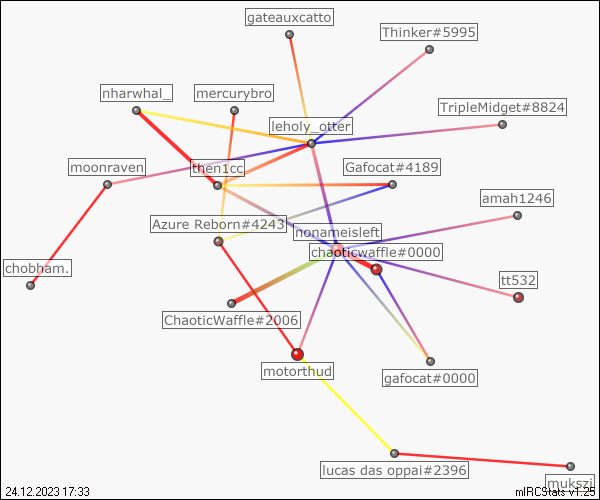 gateauxcatto
Thinker#5995
nharwhal_
mercurybro
TripleMidget#8824
leholy_otter
moonraven
then1cc
Gafocat#4189
amah1246
Azure Reborn#4243
nonameisleft
chaoticwaffle#0000
chobham.
tt532
ChaoticWaffle#2006
motorthud
gafocat#0000
lucas das oppai#2396
mukszi
24.12.2023 17:33
mIRCStats v1.25